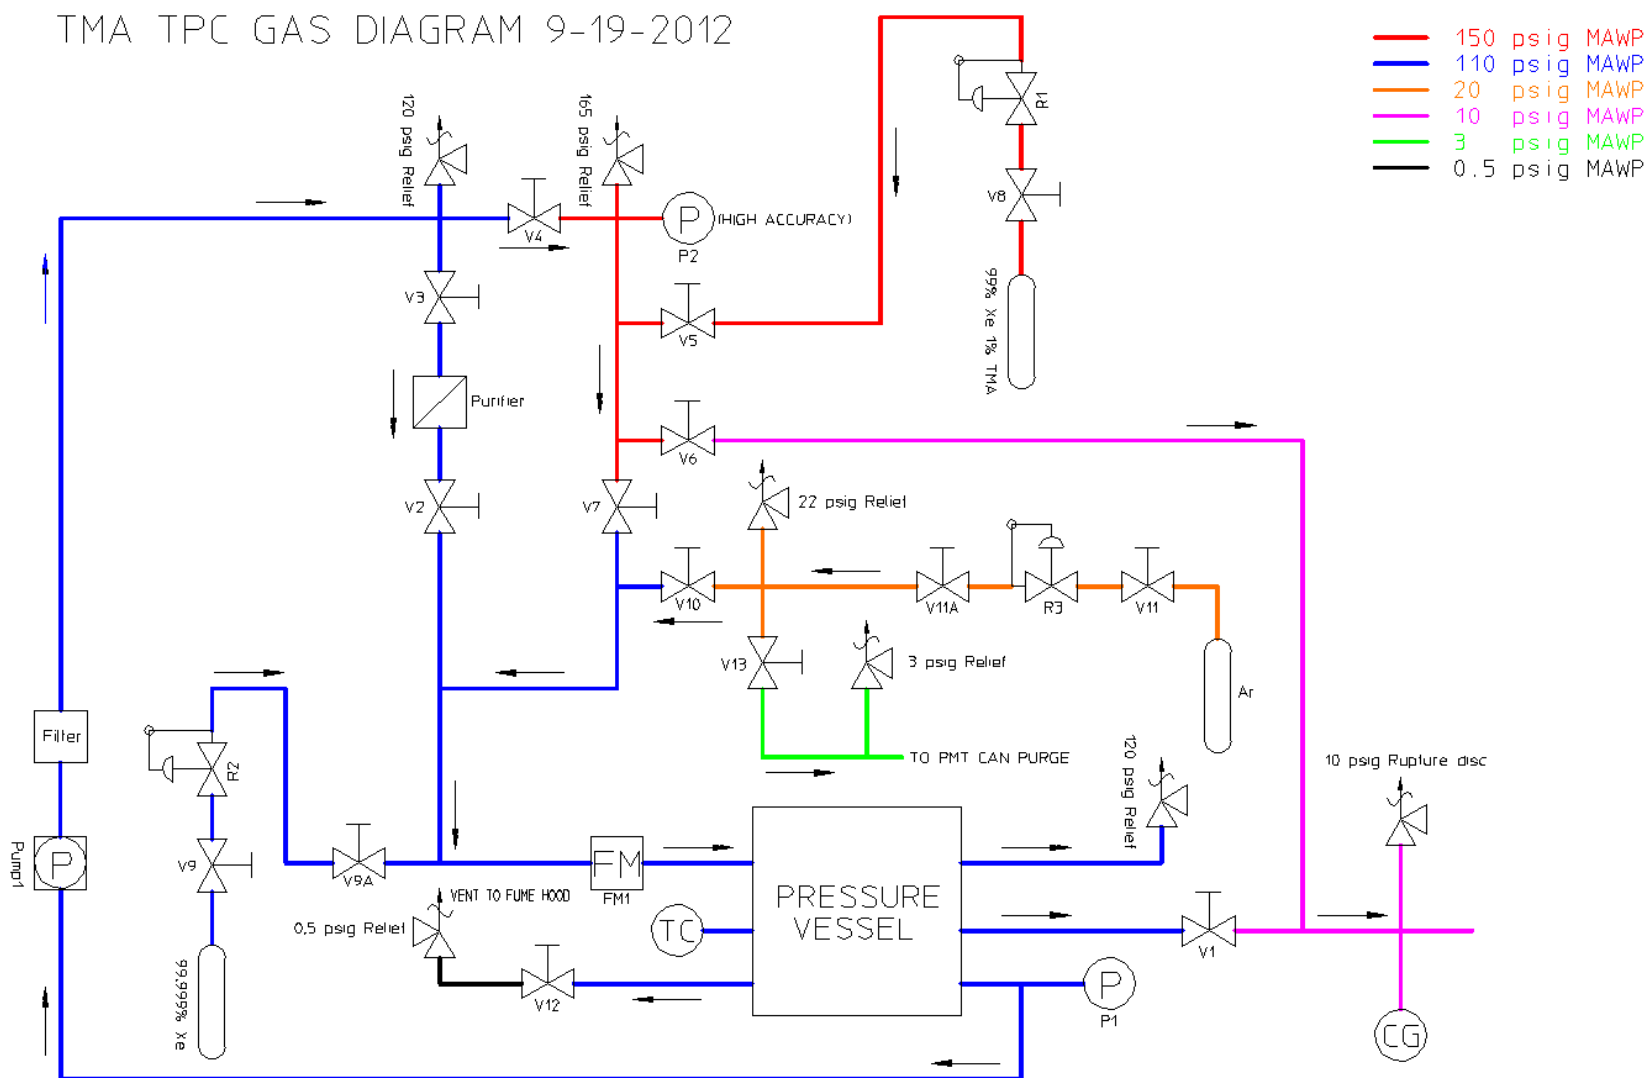 TMA TPC GAS DIAGRAM 9-19-2012
150 psig MAWP
110 psig MAWP
20 psig MAWP
10 psig MAWP
3 psig MAWP
0.5 psig MAWP
120 psig Relief
165 psig Relief
R1
V8
99% Xe 1% TMA
V4
P
(HIGH ACCURACY)
P2
V3
V5
Purifier
V6
V2
V7
22 psig Relief
V10
V11A
R3
V11
V13
3 psig Relief
Ar
TO PMT CAN PURGE
Filter
R2
120 psig Relief
10 psig Rupture disc
Pump1
P
V9
V9A
FM
FM1
VENT TO FUME HOOD
PRESSURE
VESSEL
0.5 psig Relief
TC
V1
V12
P
P1
99.999% Xe
CG